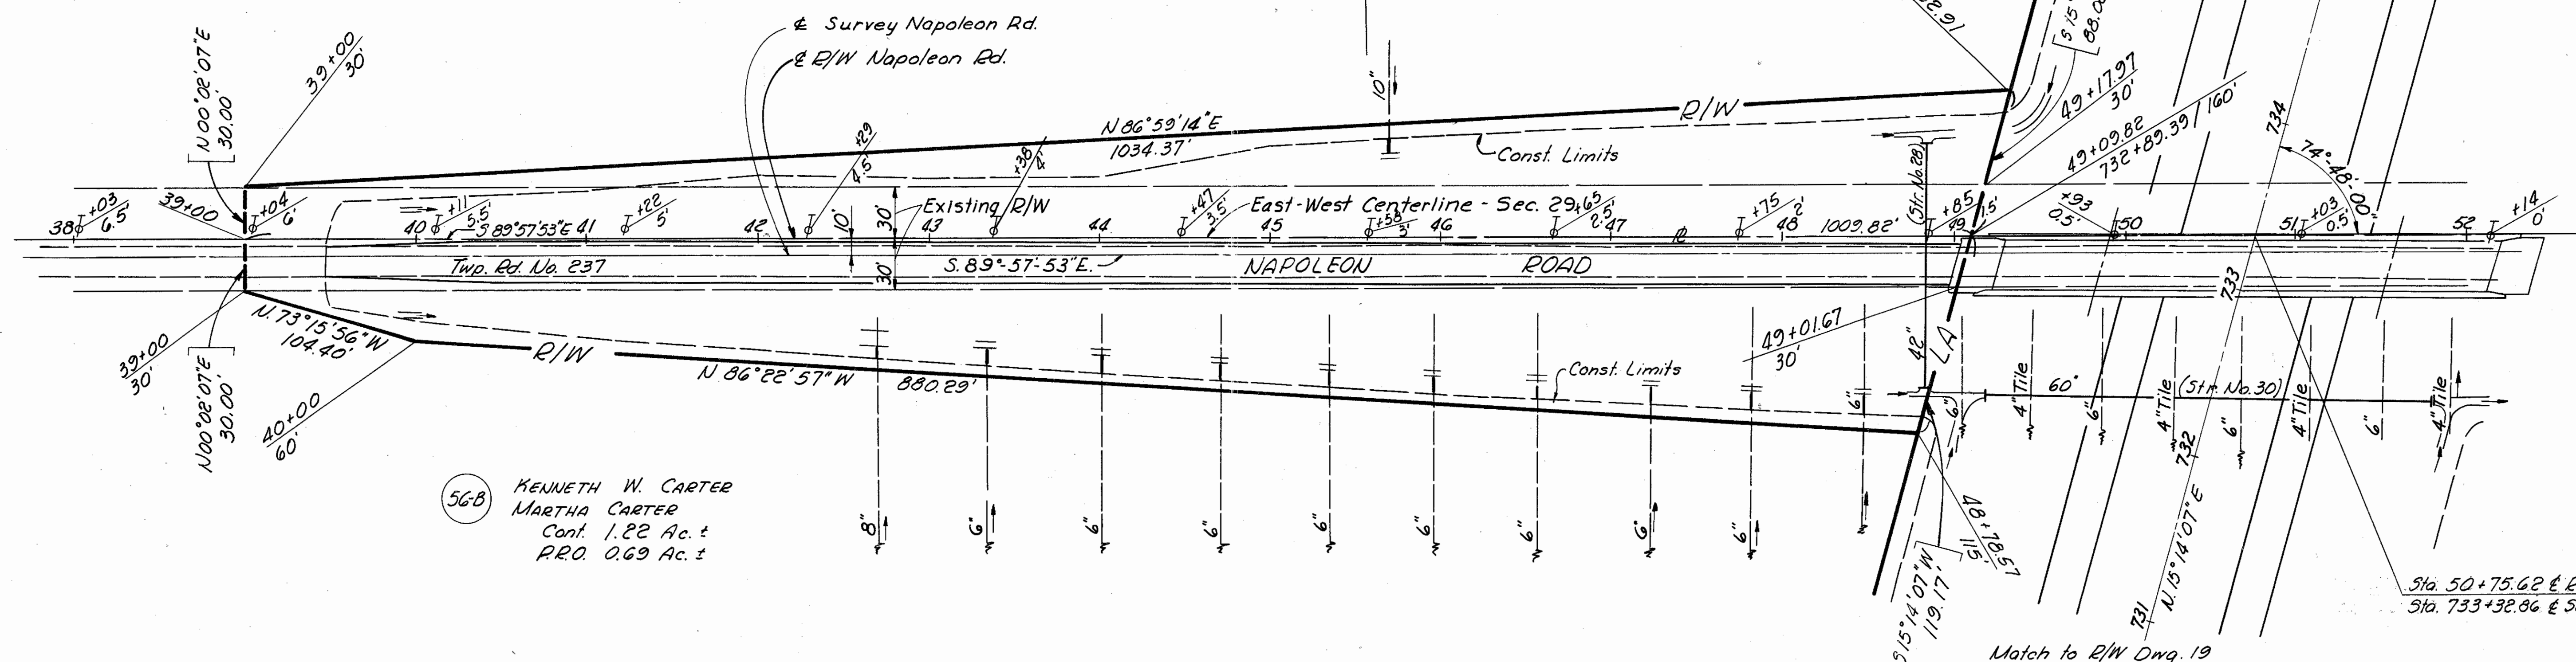 ℄ Survey Napoleon Rd.
℄ R/W Napoleon Rd.
N00°02'07"E
30.00'
39+00
30'
10"
16.2
S 15°
88.0
49+17.97
30'
49+09.82
732+89.39 / 160'
734
74°-48'-00"
N 86°59'14"E
1034.37'
R/W
Const. Limits
+29
4.5'
+38
4'
(Str. No. 28)
38
+03
6.5'
39+00
+04
6'
40
+11
5.5'
S 89°57'53"E
41
+22
5'
42
10'
30'
Existing R/W
43
44
+47
3.5'
East-West Centerline - Sec. 29
45
+58
3'
46
+65
2.5'
47
℄
+75
2'
48
1009.82'
+85
1.5'
49
+93
0.5'
50
51
+03
0.5'
52
+14
0'
Twp. Rd. No. 237
30'
S. 89°-57'-53"E.
NAPOLEON ROAD
733
N. 73°15'56"W
104.40'
39+00
30'
N00°02'07"E
30.00'
40+00
60'
R/W
N 86°22'57"W
880.29'
Const. Limits
49+01.67
30'
42"
LA
60"
(Str. No. 30)
6"
6"
4"Tile
6"
4"Tile
6"
4"Tile
6"
4"Tile
732
56-B
KENNETH W. CARTER
MARTHA CARTER
Cont. 1.22 Ac. ±
P.R.O. 0.69 Ac. ±
8"
6"
6"
6"
6"
6"
6"
6"
6"
48+78.57
115'
S15°14'07"W
119.17'
731
N.15°14'07"E
Sta. 50+75.62 ℄ R
Sta. 733+32.86 ℄ S
Match to R/W Dwg. 19